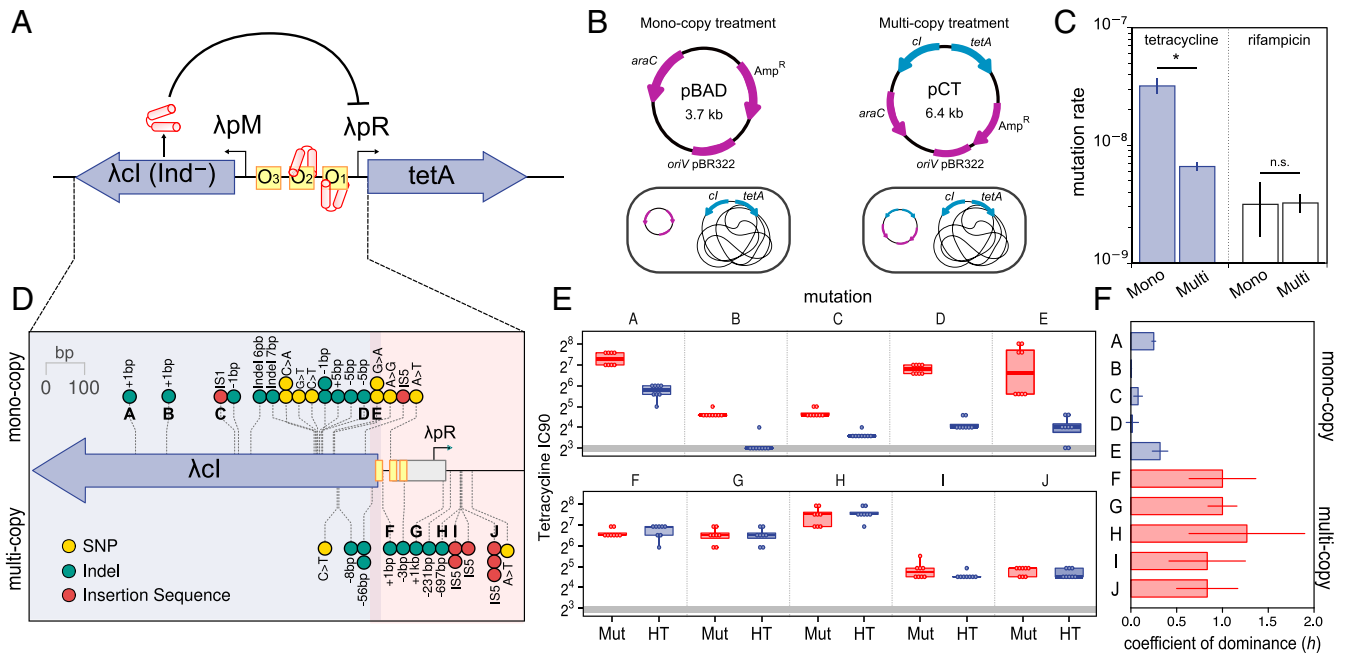 A
λpM
λpR
λcI (Ind⁻)
O₃
O₂
O₁
tetA
B
Mono-copy treatment
Multi-copy treatment
araC
Amp^R
pBAD
3.7 kb
oriV pBR322
cI
tetA
araC
Amp^R
pCT
6.4 kb
oriV pBR322
cI
tetA
cI
tetA
C
10⁻⁷
10⁻⁸
10⁻⁹
mutation rate
tetracycline
rifampicin
*
n.s.
Mono
Multi
Mono
Multi
D
bp
0
100
mono-copy
multi-copy
+1bp
+1bp
IS1
-1bp
Indel 6pb
Indel 7bp
C>A
G>T
C>T
-1bp
+5bp
-5bp
-5bp
G>A
A>G
IS5
A>T
A
B
C
D
E
λpR
λcI
F
G
H
I
J
C>T
-8bp
-56bp
+1bp
-3bp
+1kb
-231bp
-697bp
IS5
IS5
IS5
A>T
SNP
Indel
Insertion Sequence
E
mutation
A
B
C
D
E
2⁸
2⁷
2⁶
2⁵
2⁴
2³
Tetracycline IC90
F
G
H
I
J
2⁸
2⁷
2⁶
2⁵
2⁴
2³
Mut
HT
Mut
HT
Mut
HT
Mut
HT
Mut
HT
F
A
B
C
D
E
F
G
H
I
J
mono-copy
multi-copy
0
0.5
1.0
1.5
2.0
coefficient of dominance (h)